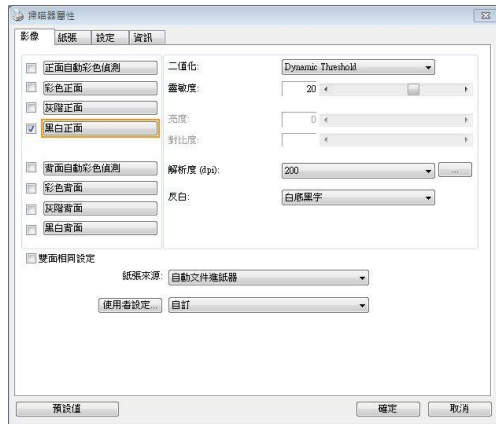 掃瞄器屬性
影像 紙張 設定 資訊
正面自動彩色偵測
彩色正面
灰階正面
黑白正面
背面自動彩色偵測
彩色背面
灰階背面
黑白背面
二值化: Dynamic Threshold
靈敏度: 20
亮度: 0
對比度:
解析度 (dpi): 200 ...
反白: 白底黑字
雙面相同設定
紙張來源: 自動文件進紙器
使用者設定... 自訂
預設值 確定 取消